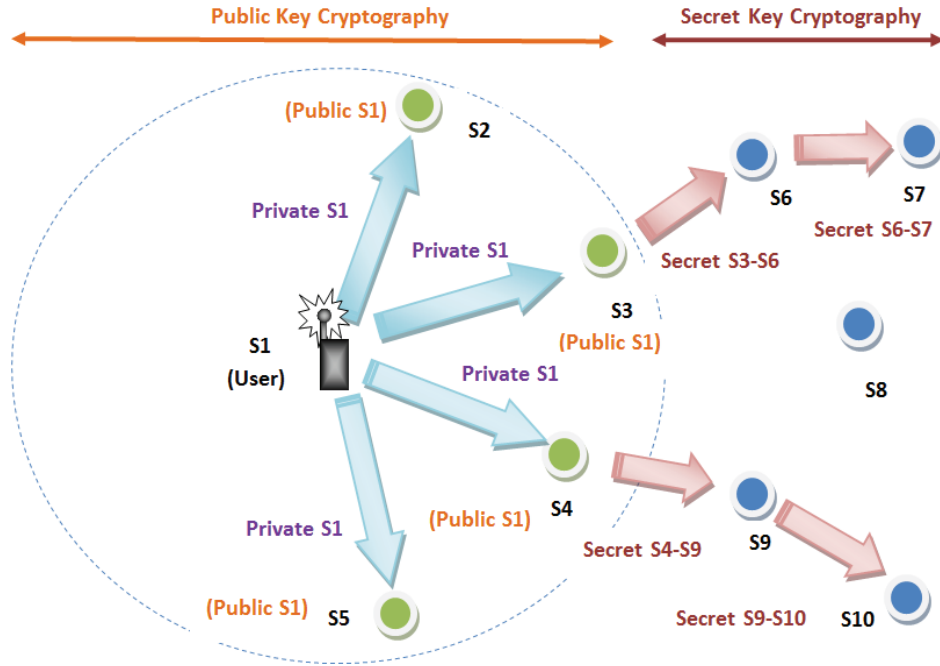 Public Key Cryptography
Secret Key Cryptography
(Public S1)
S2
Private S1
Private S1
S6
S7
Secret S3-S6
Secret S6-S7
S3
(Public S1)
S1
(User)
Private S1
S8
(Public S1)
S4
Private S1
Secret S4-S9
S9
(Public S1)
S5
Secret S9-S10
S10